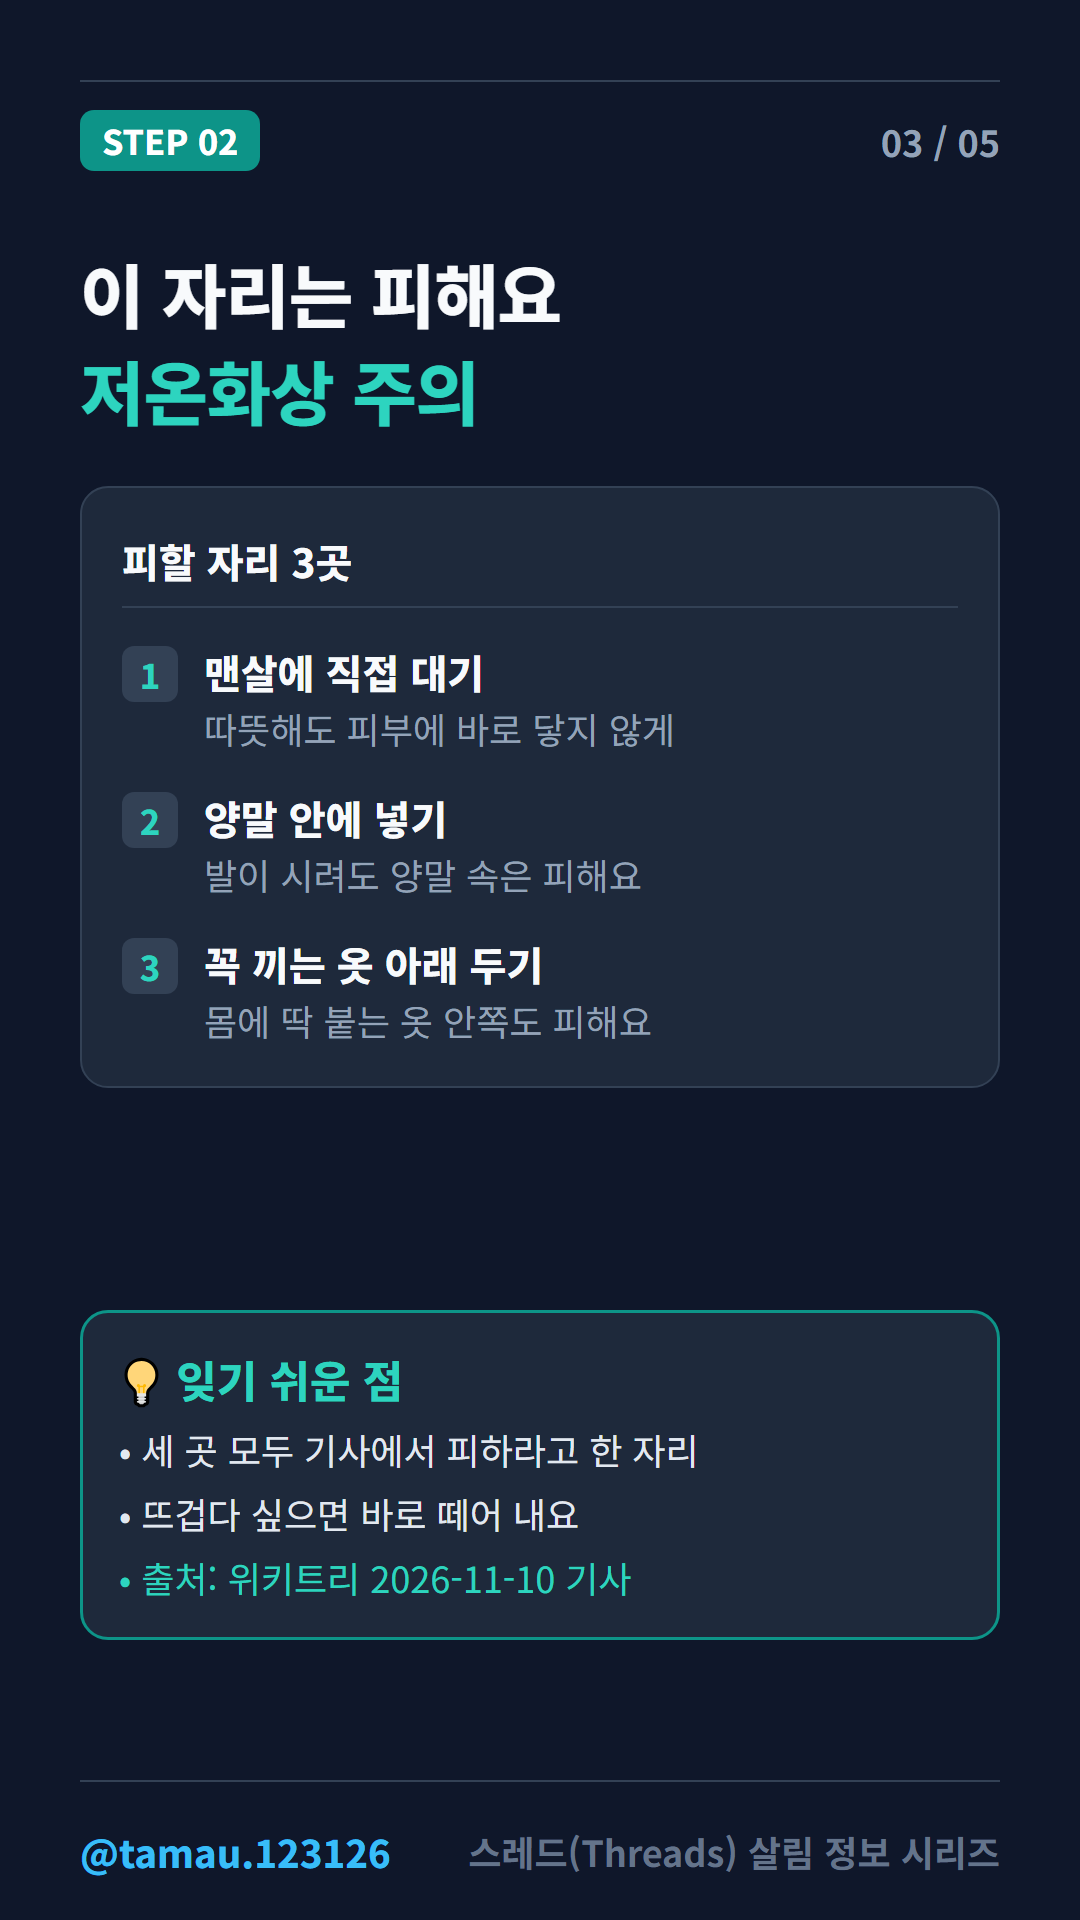 STEP 02
03 / 05
이 자리는 피해요
저온화상 주의
피할 자리 3곳
1 맨살에 직접 대기
따뜻해도 피부에 바로 닿지 않게
2 양말 안에 넣기
발이 시려도 양말 속은 피해요
3 꼭 끼는 옷 아래 두기
몸에 딱 붙는 옷 안쪽도 피해요
💡 잊기 쉬운 점
• 세 곳 모두 기사에서 피하라고 한 자리
• 뜨겁다 싶으면 바로 떼어 내요
• 출처: 위키트리 2026-11-10 기사
@tamau.123126
스레드(Threads) 살림 정보 시리즈